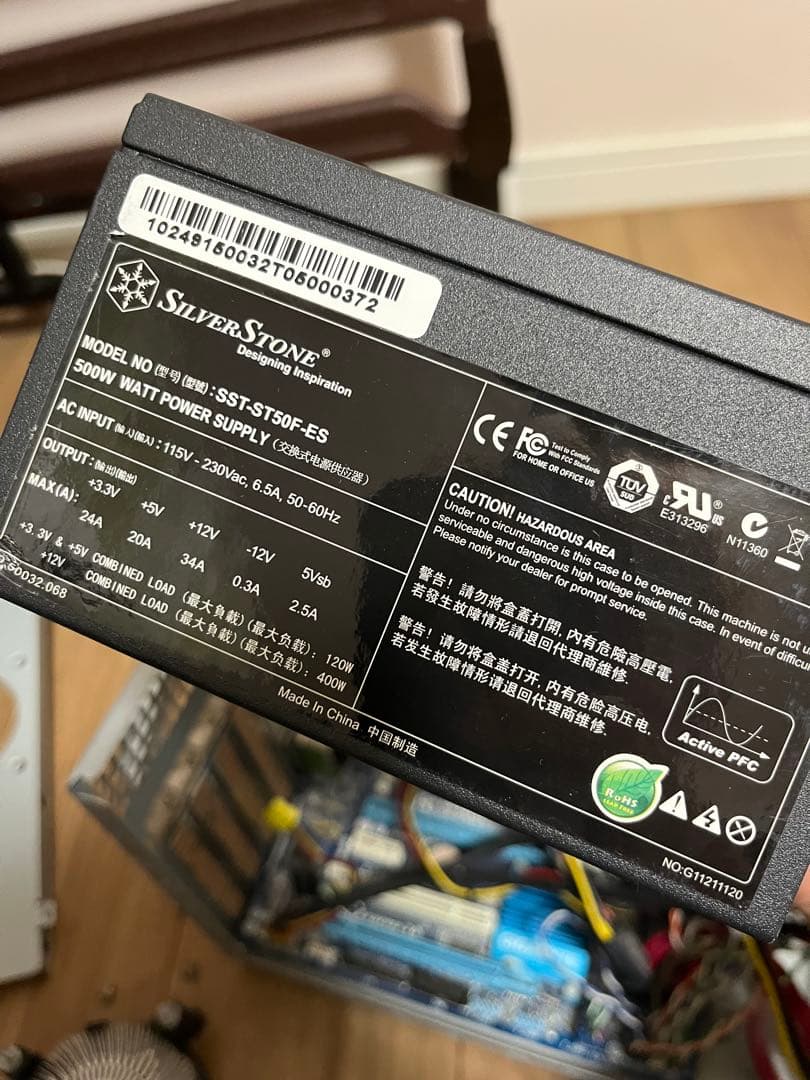 10249150032T05000372
SILVERSTONE®
Designing Inspiration
MODEL NO (型号)(型號) : SST-ST50F-ES
500W WATT POWER SUPPLY (交換式电源供应器)
AC INPUT (输入)(輸入) : 115V - 230Vac, 6.5A, 50-60Hz
OUTPUT: (输出)(輸出) +3.3V +5V +12V -12V 5Vsb
MAX(A): 24A 20A 34A 0.3A 2.5A
+3.3V & +5V COMBINED LOAD (最大負載)(最大负载): 120W
+12V COMBINED LOAD (最大負載)(最大负载): 400W
50032.068
Made In China 中国制造
CE FC Test to Comply
With FCC Standards
FOR HOME OR OFFICE US
TÜV
SÜD
c RU® US
E313296
N11360
CAUTION! HAZARDOUS AREA
Under no circumstance is this case to be opened. This machine is not
serviceable and dangerous high voltage inside this case. In event of
Please notify your dealer for prompt service.
警告! 請勿將盒蓋打開, 內有危險高壓電,
若發生故障情形請退回代理商維修.
警告! 请勿将盒盖打开, 内有危险高压电.
若发生故障情形请退回代理商维修.
Active PFC
RoHS
LEAD FREE
NO:G11211120